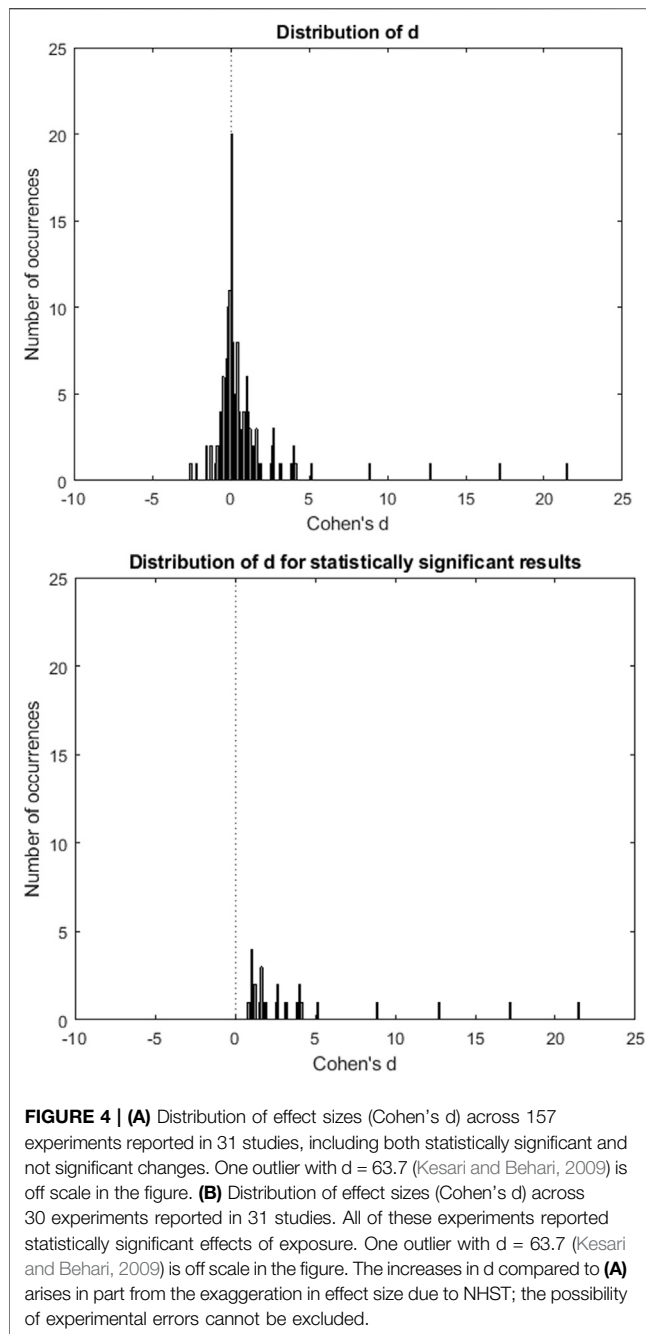 Distribution of d
25
20
15
10
5
0
Number of occurrences
-10 -5 0 5 10 15 20 25
Cohen's d
Distribution of d for statistically significant results
25
20
15
10
5
0
Number of occurrences
-10 -5 0 5 10 15 20 25
Cohen's d
FIGURE 4 | (A) Distribution of effect sizes (Cohen's d) across 157
experiments reported in 31 studies, including both statistically significant and
not significant changes. One outlier with d = 63.7 (Kesari and Behari, 2009) is
off scale in the figure. (B) Distribution of effect sizes (Cohen's d) across
30 experiments reported in 31 studies. All of these experiments reported
statistically significant effects of exposure. One outlier with d = 63.7 (Kesari
and Behari, 2009) is off scale in the figure. The increases in d compared to (A)
arises in part from the exaggeration in effect size due to NHST; the possibility
of experimental errors cannot be excluded.